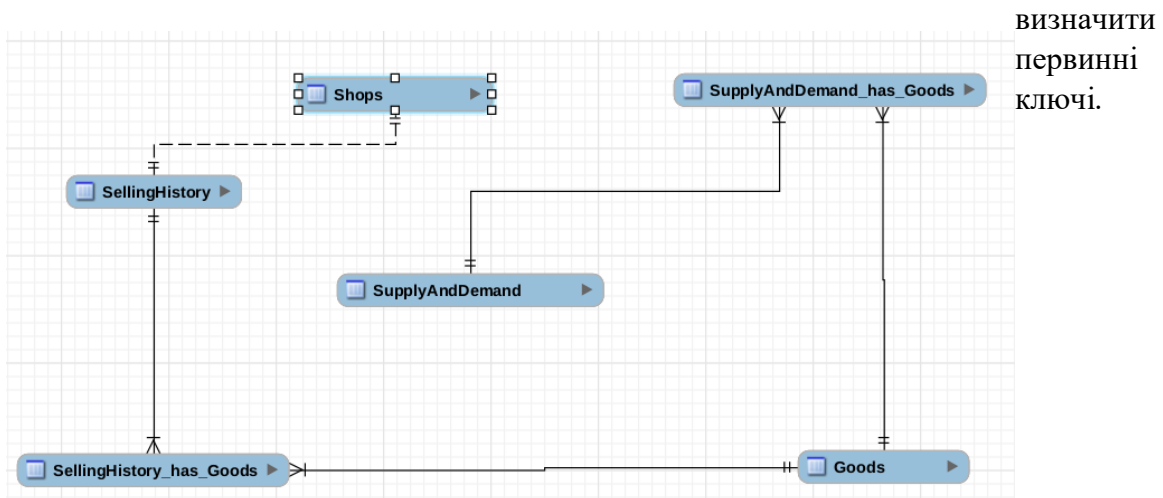 визначити
первинні
ключі.
Shops
SupplyAndDemand_has_Goods
SellingHistory
SupplyAndDemand
SellingHistory_has_Goods
Goods